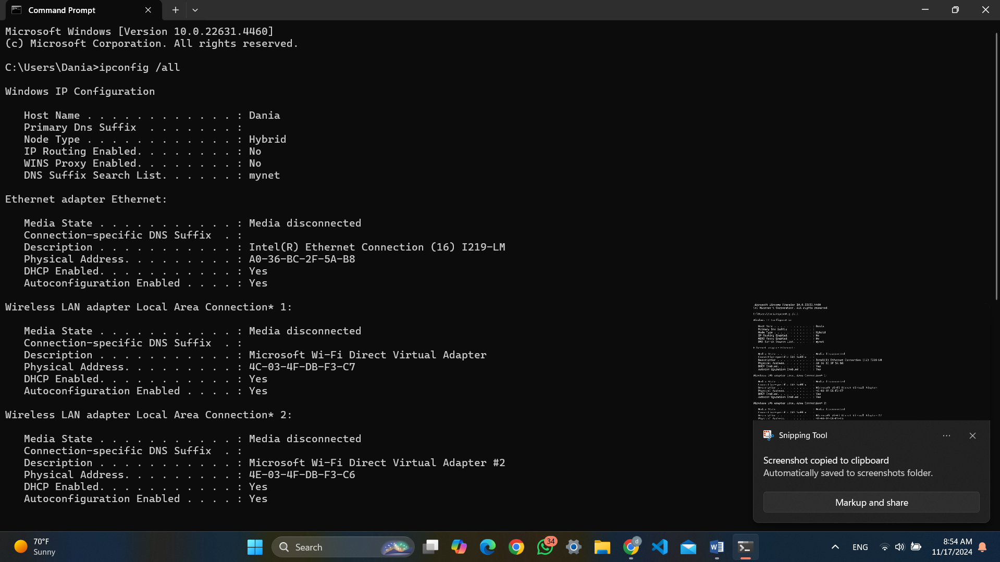 Command Prompt
Microsoft Windows [Version 10.0.22631.4460]
(c) Microsoft Corporation. All rights reserved.
C:\Users\Dania>ipconfig /all
Windows IP Configuration
Host Name . . . . . . . . . . . . : Dania
Primary Dns Suffix  . . . . . . . :
Node Type . . . . . . . . . . . . : Hybrid
IP Routing Enabled. . . . . . . . : No
WINS Proxy Enabled. . . . . . . . : No
DNS Suffix Search List. . . . . . : mynet
Ethernet adapter Ethernet:
Media State . . . . . . . . . . . : Media disconnected
Connection-specific DNS Suffix  . :
Description . . . . . . . . . . . : Intel(R) Ethernet Connection (16) I219-LM
Physical Address. . . . . . . . . : A0-36-BC-2F-5A-B8
DHCP Enabled. . . . . . . . . . . : Yes
Autoconfiguration Enabled . . . . : Yes
Wireless LAN adapter Local Area Connection* 1:
Media State . . . . . . . . . . . : Media disconnected
Connection-specific DNS Suffix  . :
Description . . . . . . . . . . . : Microsoft Wi-Fi Direct Virtual Adapter
Physical Address. . . . . . . . . : 4C-03-4F-DB-F3-C7
DHCP Enabled. . . . . . . . . . . : Yes
Autoconfiguration Enabled . . . . : Yes
Wireless LAN adapter Local Area Connection* 2:
Media State . . . . . . . . . . . : Media disconnected
Connection-specific DNS Suffix  . :
Description . . . . . . . . . . . : Microsoft Wi-Fi Direct Virtual Adapter #2
Physical Address. . . . . . . . . : 4E-03-4F-DB-F3-C6
DHCP Enabled. . . . . . . . . . . : Yes
Autoconfiguration Enabled . . . . : Yes
Snipping Tool
Screenshot copied to clipboard
Automatically saved to screenshots folder.
Markup and share
70°F
Sunny
Search
34
d
ENG
8:54 AM
11/17/2024